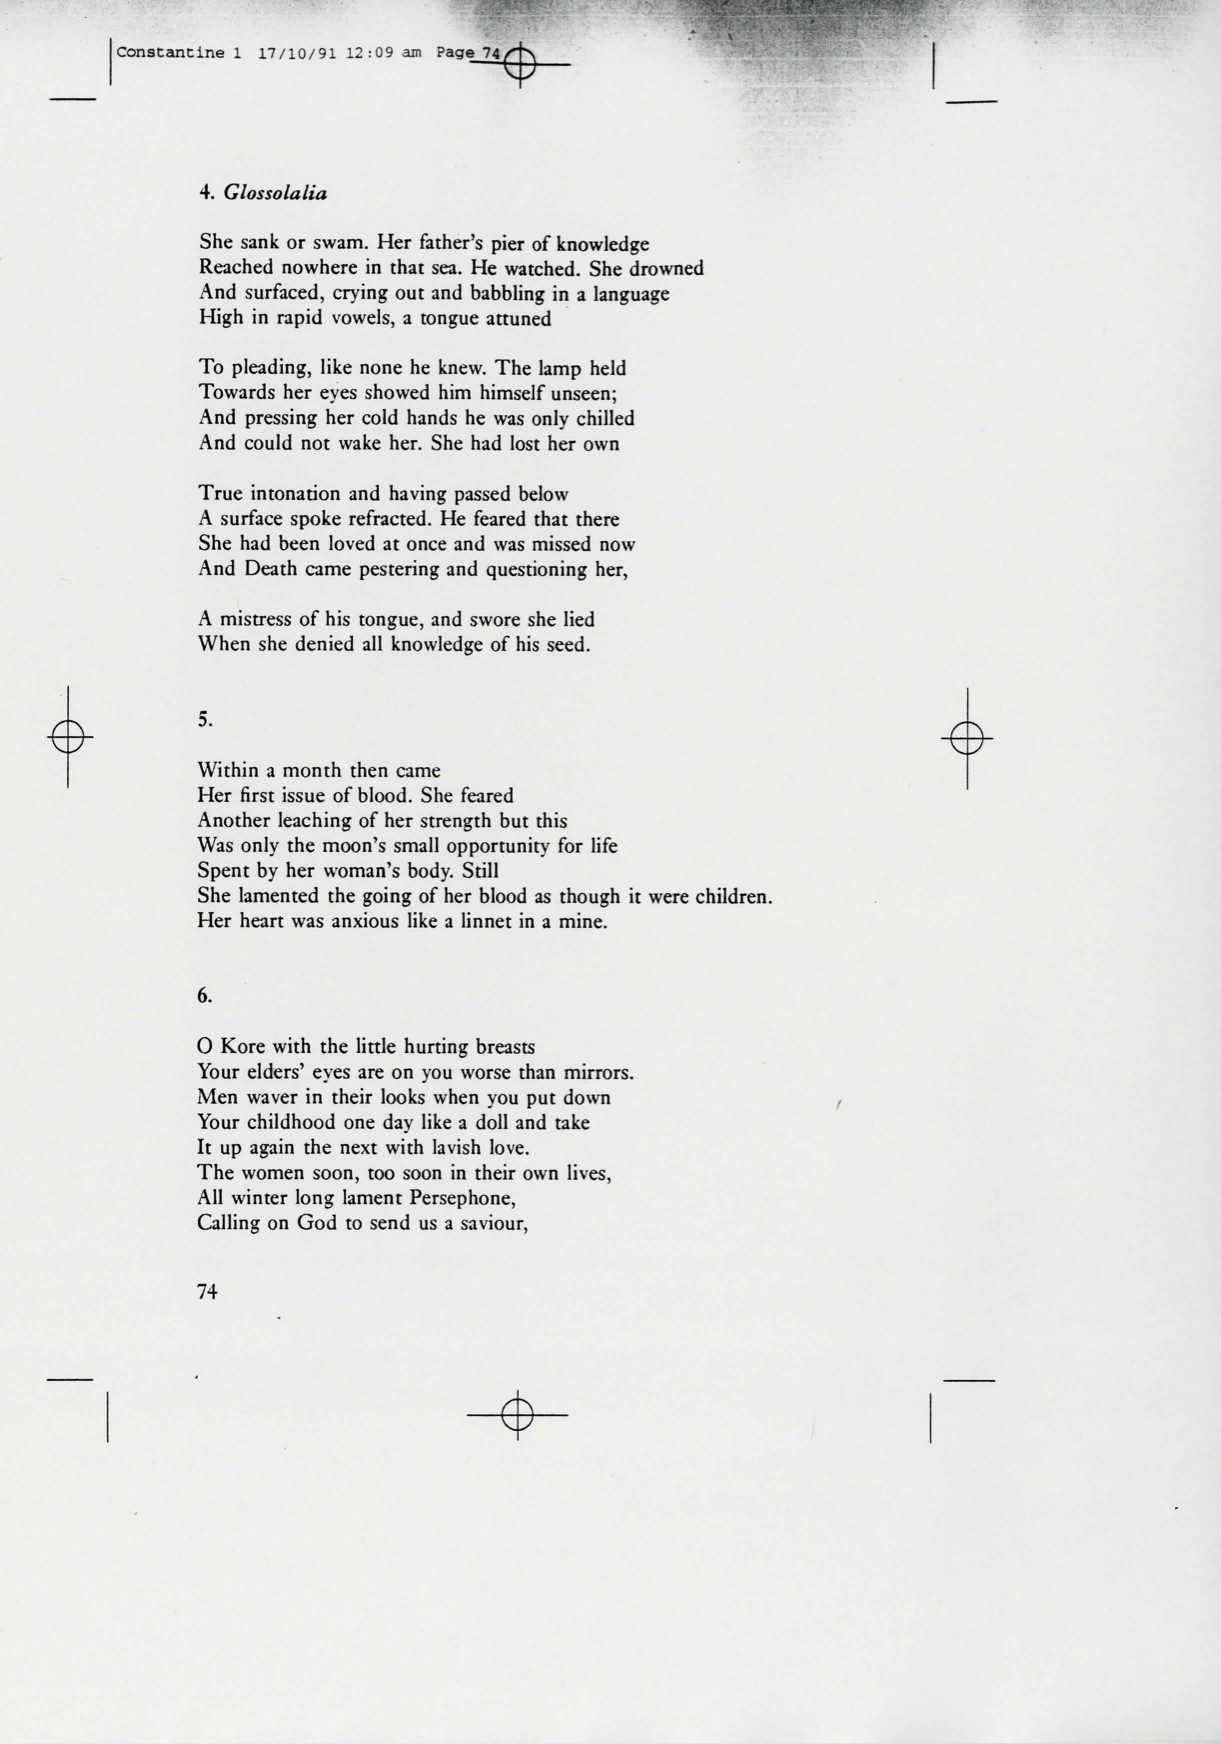 Constantine 1 17/10/91 12:09 am Page 74
4. Glossolalia
She sank or swam. Her father's pier of knowledge
Reached nowhere in that sea. He watched. She drowned
And surfaced, crying out and babbling in a language
High in rapid vowels, a tongue attuned
To pleading, like none he knew. The lamp held
Towards her eyes showed him himself unseen;
And pressing her cold hands he was only chilled
And could not wake her. She had lost her own
True intonation and having passed below
A surface spoke refracted. He feared that there
She had been loved at once and was missed now
And Death came pestering and questioning her,
A mistress of his tongue, and swore she lied
When she denied all knowledge of his seed.
5.
Within a month then came
Her first issue of blood. She feared
Another leaching of her strength but this
Was only the moon's small opportunity for life
Spent by her woman's body. Still
She lamented the going of her blood as though it were children.
Her heart was anxious like a linnet in a mine.
6.
O Kore with the little hurting breasts
Your elders' eyes are on you worse than mirrors.
Men waver in their looks when you put down
Your childhood one day like a doll and take
It up again the next with lavish love.
The women soon, too soon in their own lives,
All winter long lament Persephone,
Calling on God to send us a saviour,
74